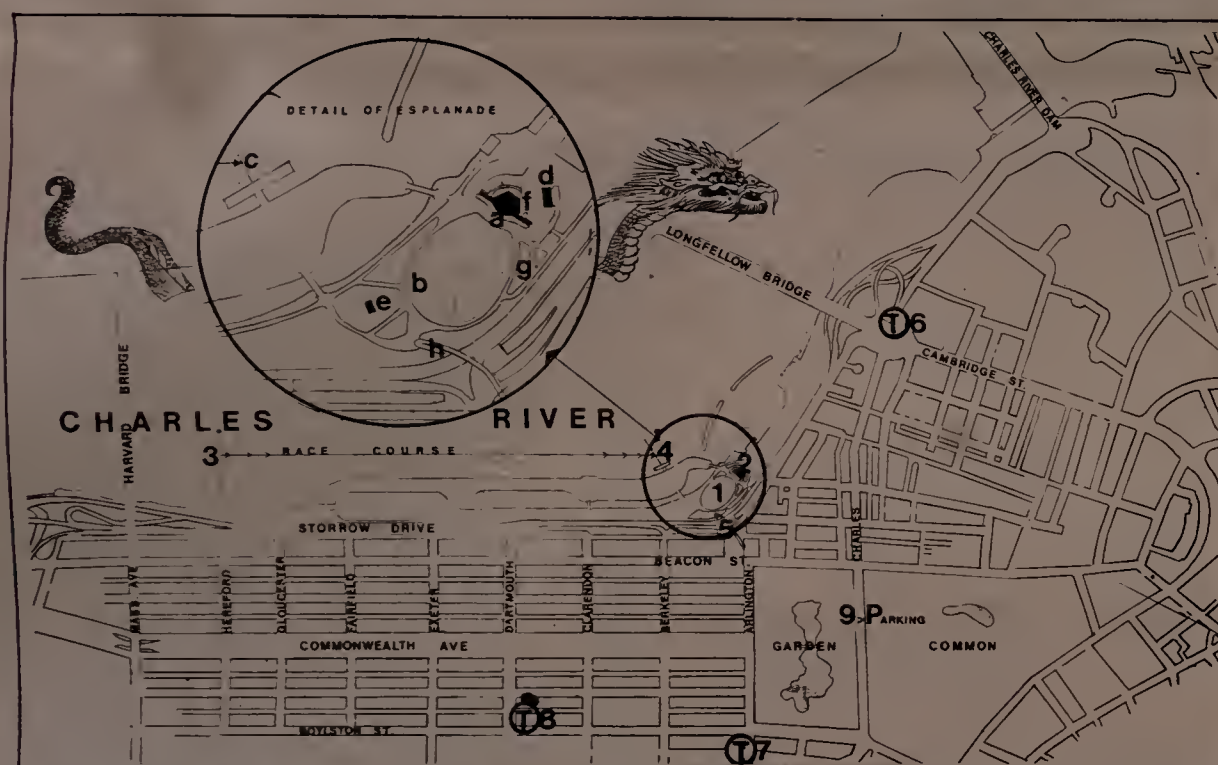 CHARLES RIVER DAM
DETAIL OF ESPLANADE
c
d
f
a
g
b
e
h
LONGFELLOW BRIDGE
T 6
CAMBRIDGE ST.
HARVARD BRIDGE
CHARLES RIVER
3 RACE COURSE
4
2
1
5
STORROW DRIVE
BEACON ST.
CHARLES
MASS AVE
HEREFORD
GLOUCESTER
FAIRFIELD
EXETER
DARTMOUTH
CLARENDON
BERKELEY
ARLINGTON
9 PARKING
COMMONWEALTH AVE
GARDEN
COMMON
T 8
BOYLSTON ST.
T 7